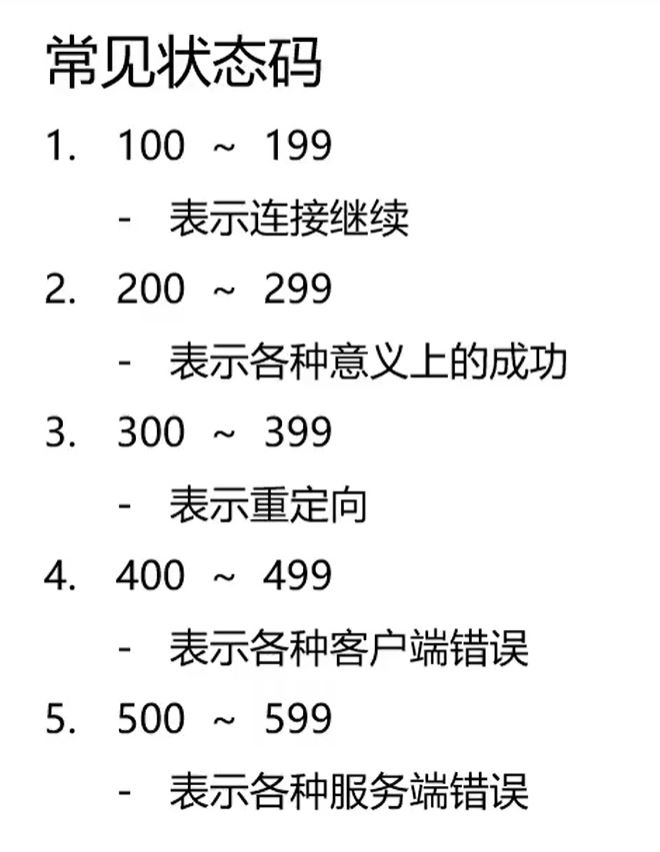 常见状态码
1. 100 ~ 199
- 表示连接继续
2. 200 ~ 299
- 表示各种意义上的成功
3. 300 ~ 399
- 表示重定向
4. 400 ~ 499
- 表示各种客户端错误
5. 500 ~ 599
- 表示各种服务端错误